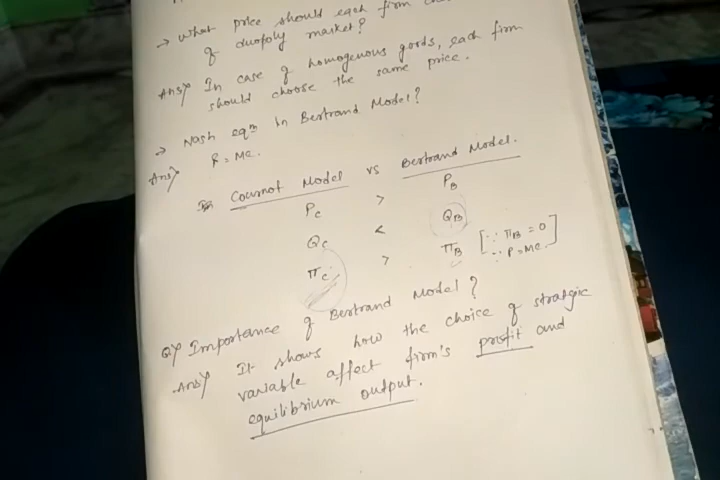 → What price should each firm
of duopoly market?
Ans⟩ In case of homogenous goods, each firm
should choose the same price.
→ Nash eqm in Bertrand Model?
Ans⟩ P = MC.
Cournot Model vs Bertrand Model.
Pc > PB
Qc < QB
πc > πB [∵ πB = 0
∵ P = MC.]
Q⟩ Importance of Bertrand Model?
Ans⟩ It shows how the choice of stratgic
variable affect firm's profit and
equilibrium output.